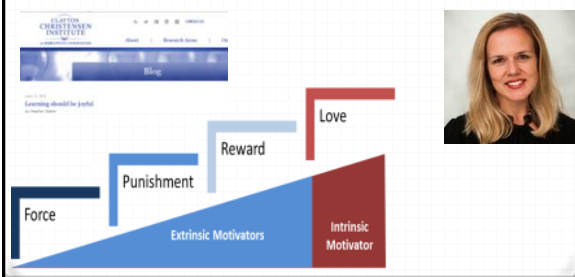 CLAYTON
CHRISTENSEN
INSTITUTE
About | Research Areas |
Blog
Learning should be joyful
Love
Reward
Punishment
Force
Extrinsic Motivators
Intrinsic
Motivator